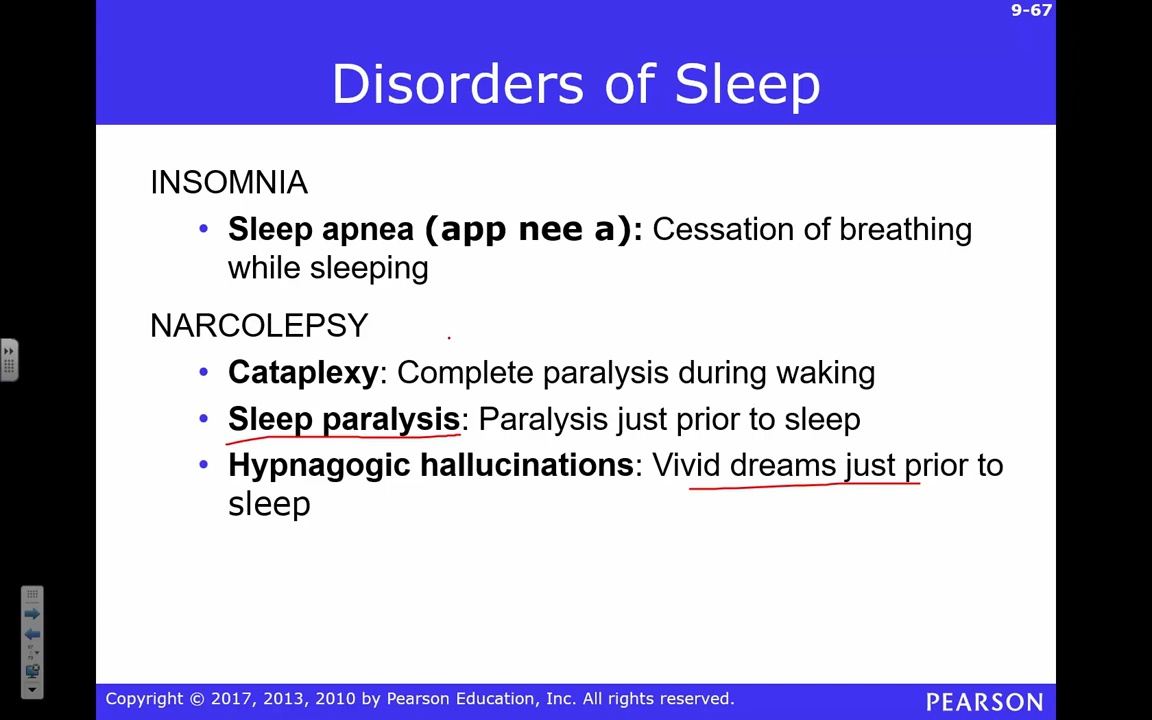 9-67
Disorders of Sleep
INSOMNIA
• Sleep apnea (app nee a): Cessation of breathing
while sleeping
NARCOLEPSY
• Cataplexy: Complete paralysis during waking
• Sleep paralysis: Paralysis just prior to sleep
• Hypnagogic hallucinations: Vivid dreams just prior to
sleep
Copyright © 2017, 2013, 2010 by Pearson Education, Inc. All rights reserved.
PEARSON